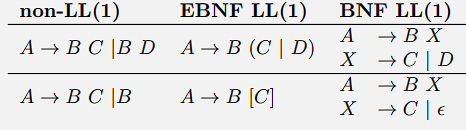 non-LL(1) EBNF LL(1) BNF LL(1)
A → B C |B D A → B (C | D) A → B X
X → C | D
A → B C |B A → B [C] A → B X
X → C | ϵ